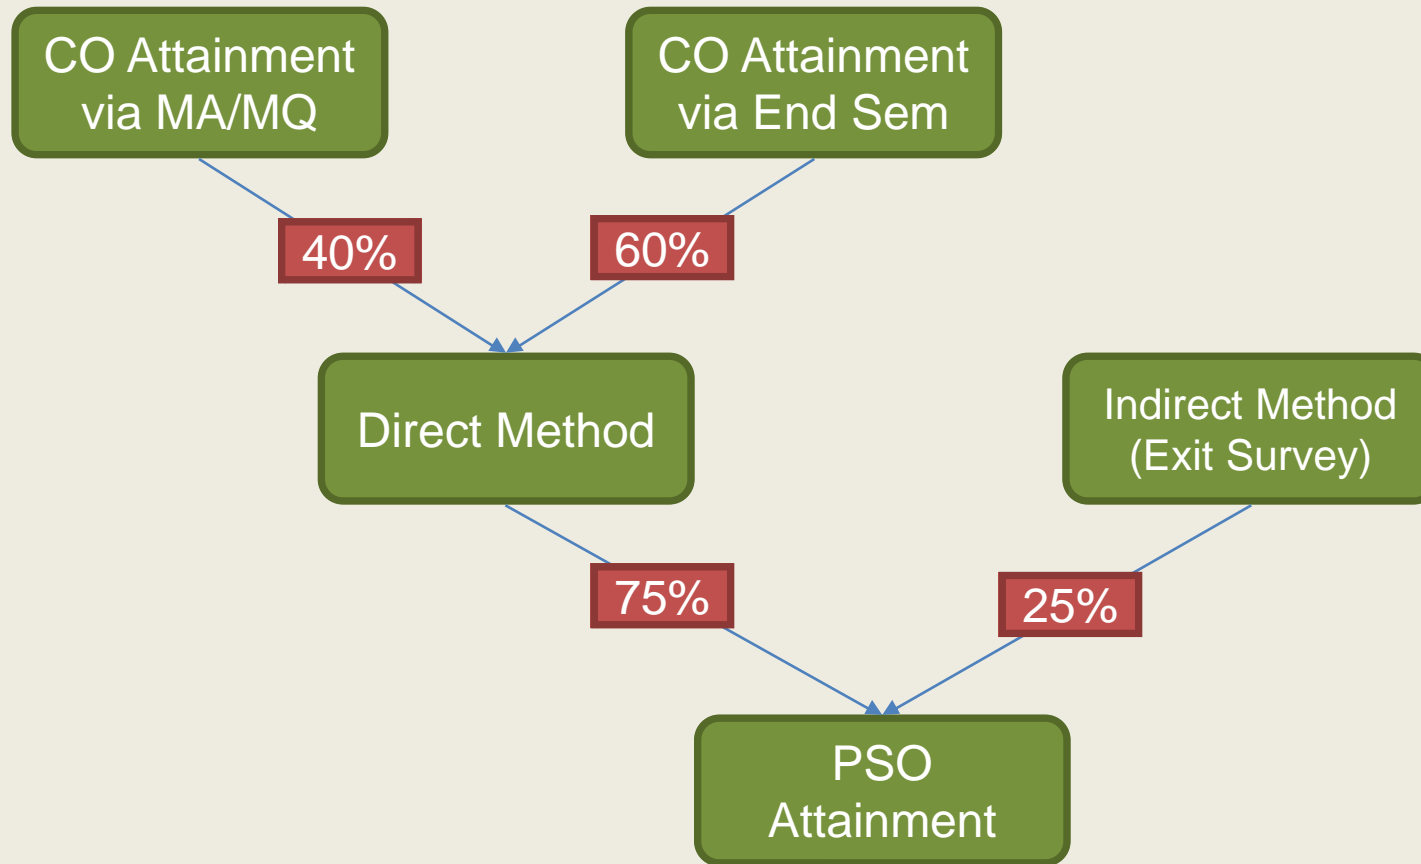 CO Attainment
via MA/MQ
CO Attainment
via End Sem
40%
60%
Direct Method
Indirect Method
(Exit Survey)
75%
25%
PSO
Attainment